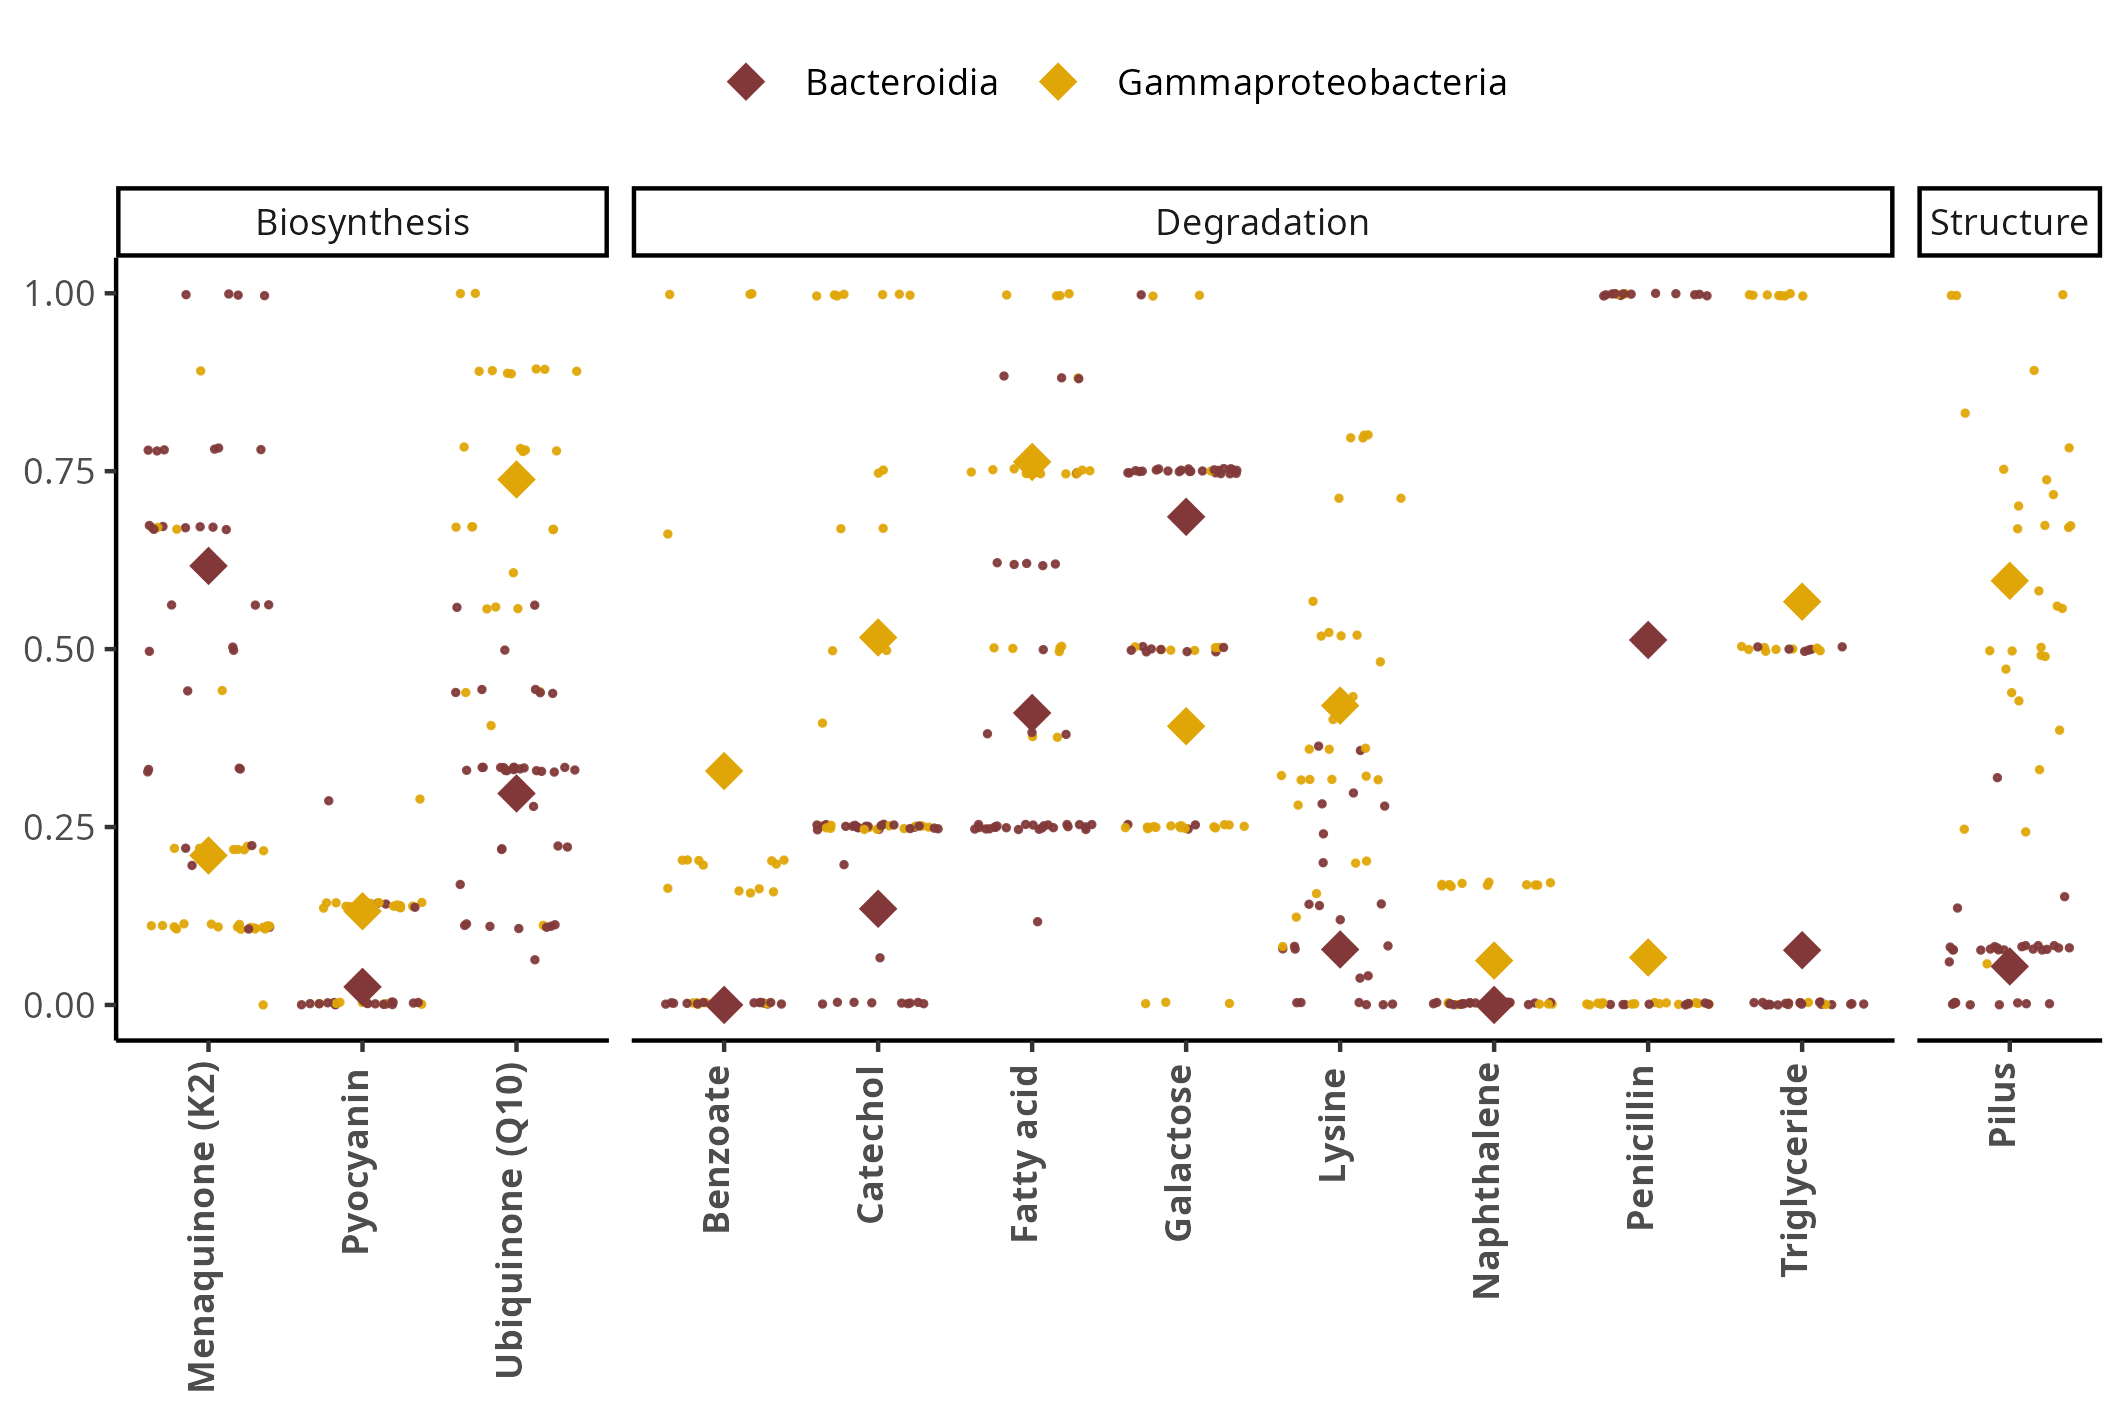 Bacteroidia Gammaproteobacteria
Biosynthesis Degradation Structure
1.00
0.75
0.50
0.25
0.00
Menaquinone (K2)
Pyocyanin
Ubiquinone (Q10)
Benzoate
Catechol
Fatty acid
Galactose
Lysine
Naphthalene
Penicillin
Triglyceride
Pilus